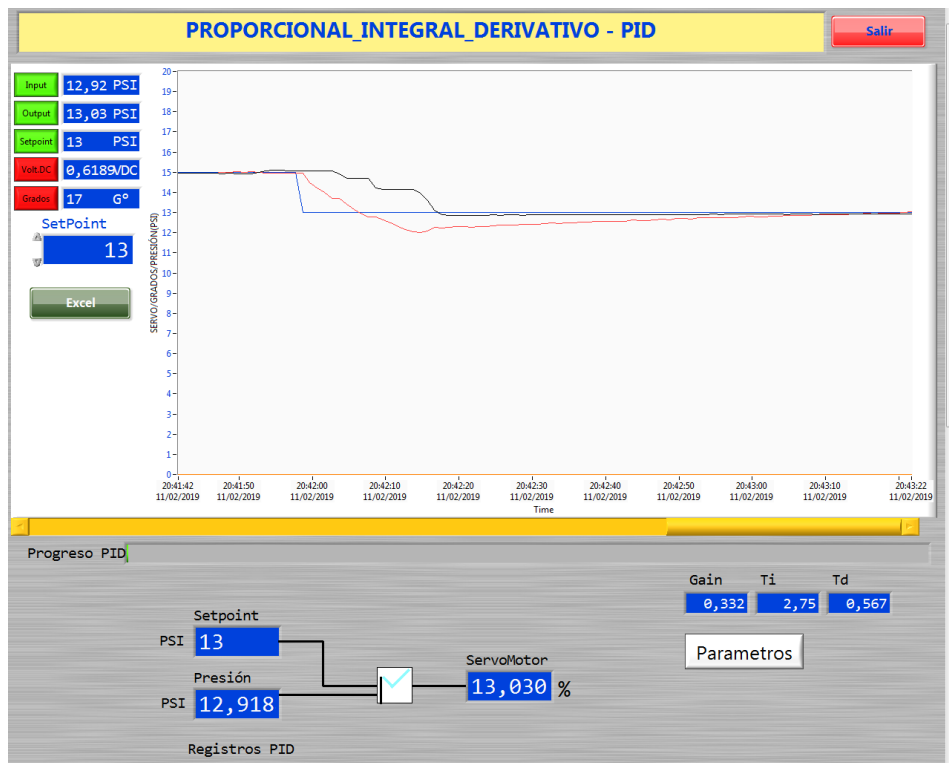 PROPORCIONAL_INTEGRAL_DERIVATIVO - PID
Salir
Input 12,92 PSI
Output 13,03 PSI
Setpoint 13 PSI
Volt.DC 0,6189VDC
Grados 17 G°
SetPoint
13
Excel
SERVO/GRADOS/PRESIÓN(PSI)
20
19
18
17
16
15
14
13
12
11
10
9
8
7
6
5
4
3
2
1
0
20:41:42 20:41:50 20:42:00 20:42:10 20:42:20 20:42:30 20:42:40 20:42:50 20:43:00 20:43:10 20:43:22
11/02/2019 11/02/2019 11/02/2019 11/02/2019 11/02/2019 11/02/2019 11/02/2019 11/02/2019 11/02/2019 11/02/2019 11/02/2019
Time
Progreso PID
Gain Ti Td
0,332 2,75 0,567
Parametros
Setpoint
PSI 13
Presión
PSI 12,918
ServoMotor
13,030 %
Registros PID